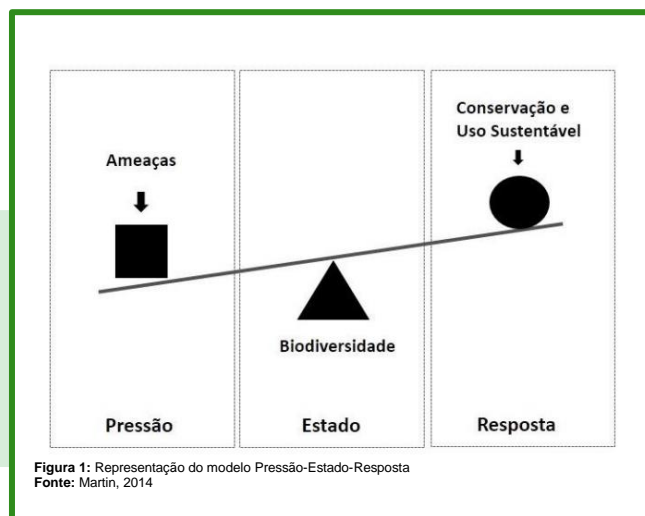 Ameaças
Biodiversidade
Conservação e
Uso Sustentável
Pressão
Estado
Resposta
Figura 1: Representação do modelo Pressão-Estado-Resposta
Fonte: Martin, 2014